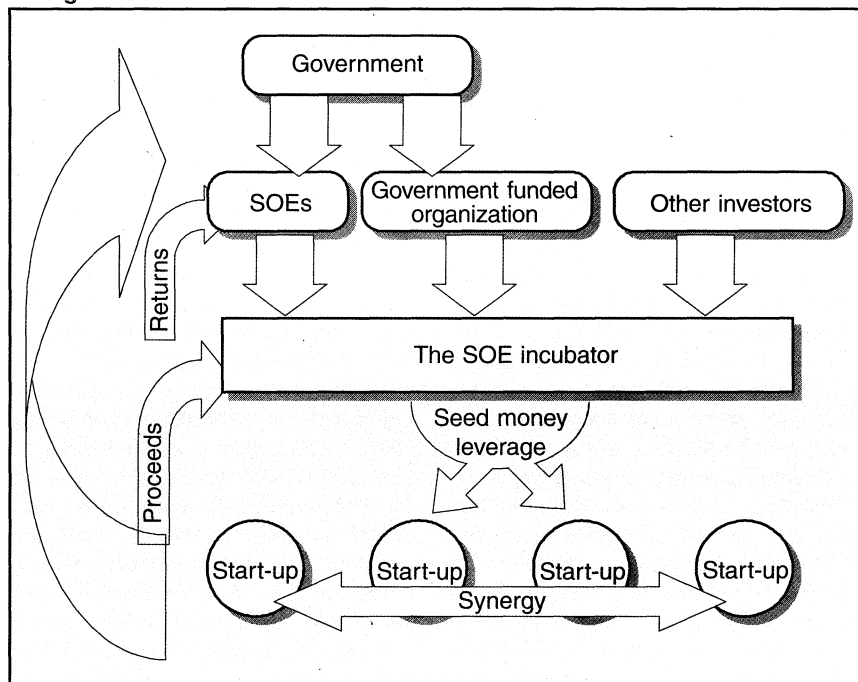 Government
SOEs
Government funded
organization
Other investors
Returns
The SOE incubator
Seed money
leverage
Proceeds
Start-up
Start-up
Start-up
Start-up
Synergy